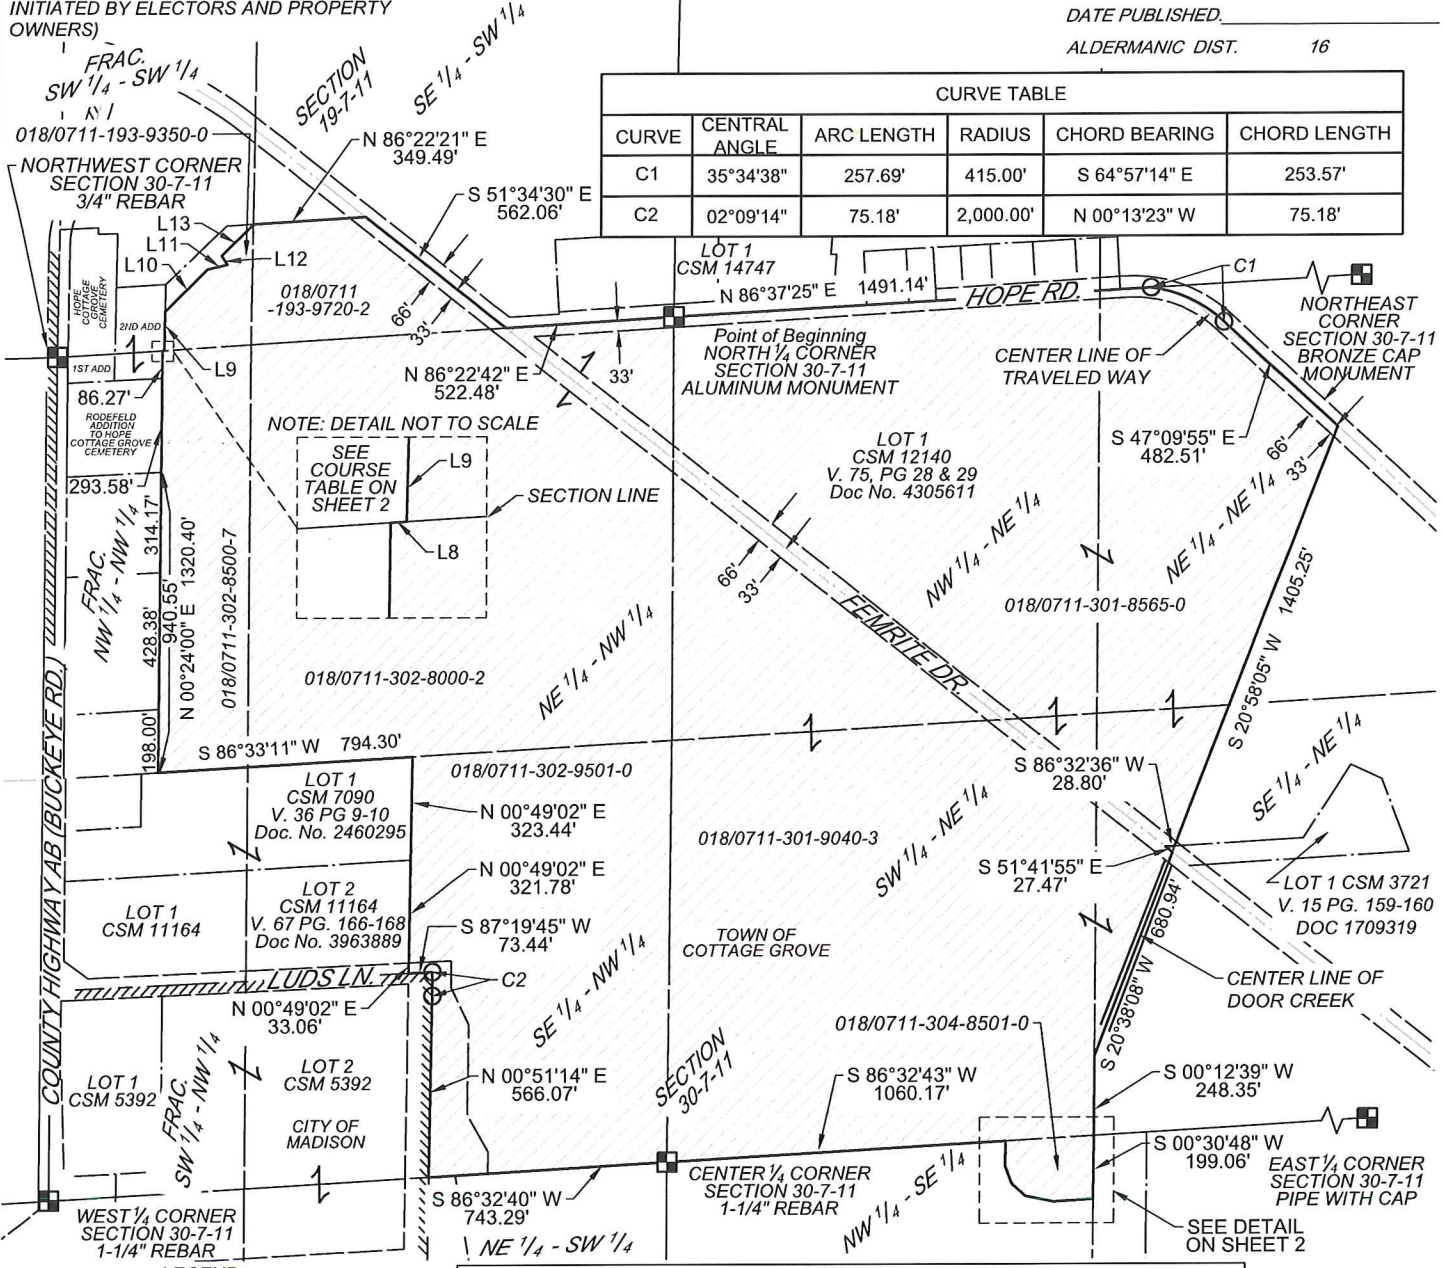 INITIATED BY ELECTORS AND PROPERTY
OWNERS)
DATE PUBLISHED.
ALDERMANIC DIST. 16
CURVE TABLE
CURVE CENTRAL ANGLE ARC LENGTH RADIUS CHORD BEARING CHORD LENGTH
C1 35°34'38" 257.69' 415.00' S 64°57'14" E 253.57'
C2 02°09'14" 75.18' 2,000.00' N 00°13'23" W 75.18'
FRAC.
SW 1/4 - SW 1/4
018/0711-193-9350-0
SECTION
19-7-11
SE 1/4 - SW 1/4
NORTHWEST CORNER
SECTION 30-7-11
3/4" REBAR
N 86°22'21" E
349.49'
S 51°34'30" E
562.06'
L13
L11
L10
L12
018/0711
-193-9720-2
66'
33'
LOT 1
CSM 14747
N 86°37'25" E 1491.14'
HOPE RD.
C1
NORTHEAST
CORNER
SECTION 30-7-11
BRONZE CAP
MONUMENT
HOPE
COTTAGE
GROVE
CEMETERY
2ND ADD
1ST ADD
L9
86.27'
RODEFELD
ADDITION
TO HOPE
COTTAGE GROVE
CEMETERY
293.58'
N 86°22'42" E
522.48'
33'
Point of Beginning
NORTH 1/4 CORNER
SECTION 30-7-11
ALUMINUM MONUMENT
CENTER LINE OF
TRAVELED WAY
S 47°09'55" E
482.51'
66'
33'
NOTE: DETAIL NOT TO SCALE
SEE
COURSE
TABLE ON
SHEET 2
L9
SECTION LINE
L8
LOT 1
CSM 12140
V. 75, PG 28 & 29
Doc No. 4305611
NW 1/4 - NE 1/4
NE 1/4 - NE 1/4
FRAC.
NW 1/4 - NW 1/4
314.17'
428.38'
198.00'
940.55'
N 00°24'00" E 1320.40'
018/0711-302-8500-7
66'
33'
FEMRITE DR.
018/0711-301-8565-0
S 20°58'05" W 1405.25'
018/0711-302-8000-2
NE 1/4 - NW 1/4
S 86°33'11" W 794.30'
018/0711-302-9501-0
S 86°32'36" W
28.80'
SE 1/4 - NE 1/4
LOT 1
CSM 7090
V. 36 PG 9-10
Doc. No. 2460295
N 00°49'02" E
323.44'
018/0711-301-9040-3
SW 1/4 - NE 1/4
S 51°41'55" E
27.47'
N 00°49'02" E
321.78'
LOT 1
CSM 11164
LOT 2
CSM 11164
V. 67 PG. 166-168
Doc No. 3963889
S 87°19'45" W
73.44'
TOWN OF
COTTAGE GROVE
LOT 1 CSM 3721
V. 15 PG. 159-160
DOC 1709319
COUNTY HIGHWAY AB (BUCKEYE RD.)
LUDS LN.
C2
S 20°38'08" W 680.94'
CENTER LINE OF
DOOR CREEK
N 00°49'02" E
33.06'
SE 1/4 - NW 1/4
018/0711-304-8501-0
LOT 1
CSM 5392
FRAC.
SW 1/4 - NW 1/4
LOT 2
CSM 5392
CITY OF
MADISON
N 00°51'14" E
566.07'
SECTION
30-7-11
S 86°32'43" W
1060.17'
S 00°12'39" W
248.35'
S 00°30'48" W
199.06'
EAST 1/4 CORNER
SECTION 30-7-11
PIPE WITH CAP
WEST 1/4 CORNER
SECTION 30-7-11
1-1/4" REBAR
S 86°32'40" W
743.29'
CENTER 1/4 CORNER
SECTION 30-7-11
1-1/4" REBAR
NE 1/4 - SW 1/4
NW 1/4 - SE 1/4
SEE DETAIL
ON SHEET 2